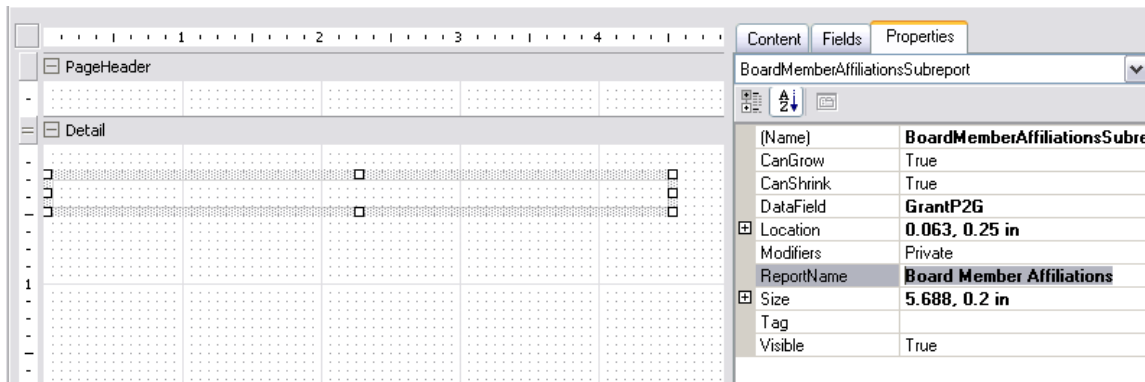 1 2 3 4
Content Fields Properties
PageHeader
BoardMemberAffiliationsSubreport
Detail
(Name) BoardMemberAffiliationsSubre
CanGrow True
CanShrink True
DataField GrantP2G
Location 0.063, 0.25 in
Modifiers Private
ReportName Board Member Affiliations
Size 5.688, 0.2 in
Tag
Visible True
1